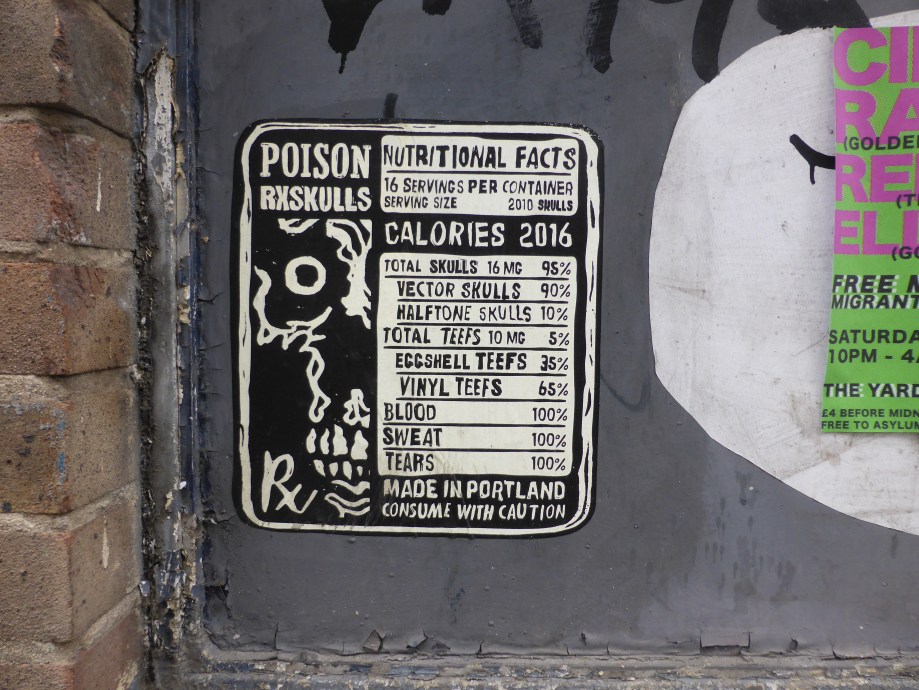 POISON
RXSKULLS
NUTRITIONAL FACTS
16 SERVINGS PER CONTAINER
SERVING SIZE 2010 SKULLS
CALORIES 2016
TOTAL SKULLS 16 MG 95%
VECTOR SKULLS 90%
HALFTONE SKULLS 10%
TOTAL TEEFS 10 MG 5%
EGGSHELL TEEFS 35%
VINYL TEEFS 65%
BLOOD 100%
SWEAT 100%
TEARS 100%
MADE IN PORTLAND
CONSUME WITH CAUTION
Rx
FREE
MIGRANT
SATURDA
10PM - 4
THE YARD
£4 BEFORE MIDN
FREE TO ASYLUM